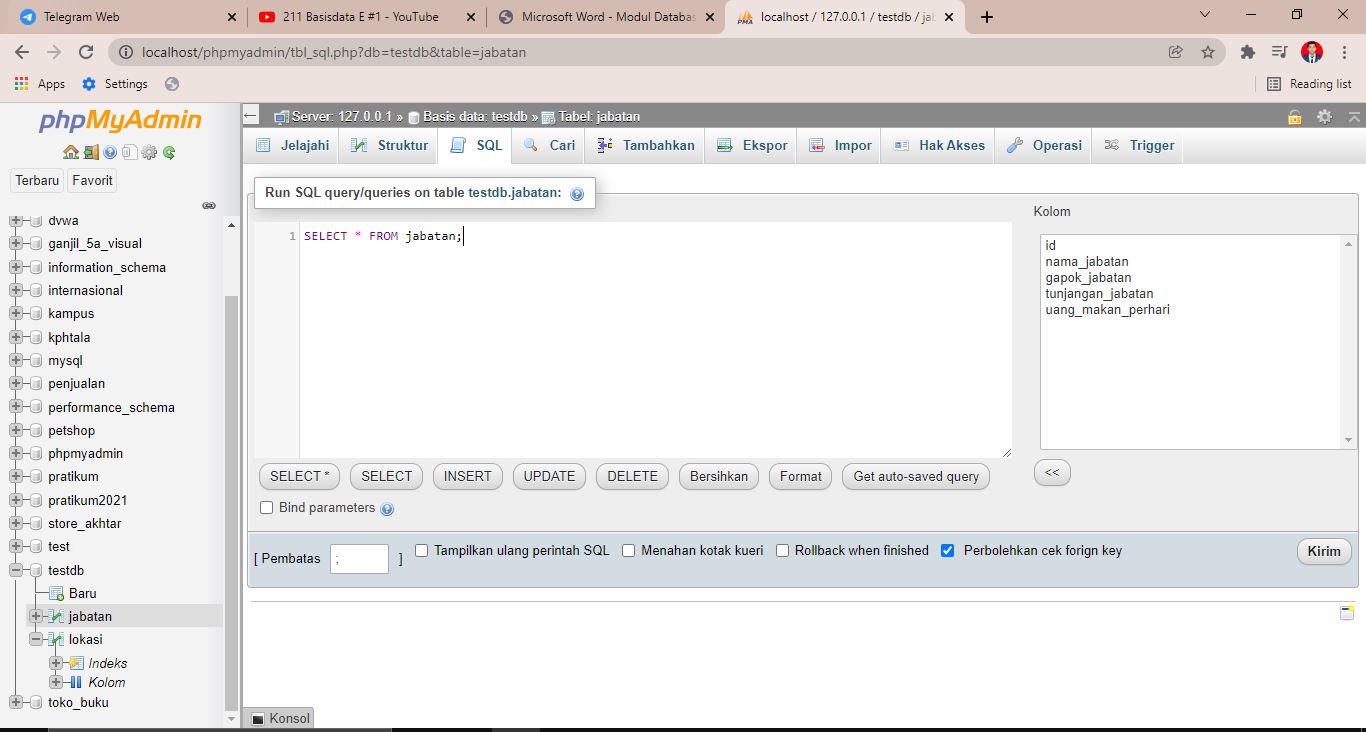 Telegram Web
211 Basisdata E #1 - YouTube
Microsoft Word - Modul Databas
localhost / 127.0.0.1 / testdb / jab
localhost/phpmyadmin/tbl_sql.php?db=testdb&table=jabatan
Apps
Settings
Reading list
phpMyAdmin
Terbaru
Favorit
dvwa
ganjil_5a_visual
information_schema
internasional
kampus
kphtala
mysql
penjualan
performance_schema
petshop
phpmyadmin
pratikum
pratikum2021
store_akhtar
test
testdb
Baru
jabatan
lokasi
Indeks
Kolom
toko_buku
Server: 127.0.0.1 » Basis data: testdb » Tabel: jabatan
Jelajahi
Struktur
SQL
Cari
Tambahkan
Ekspor
Impor
Hak Akses
Operasi
Trigger
Run SQL query/queries on table testdb.jabatan:
1 SELECT * FROM jabatan;
Kolom
id
nama_jabatan
gapok_jabatan
tunjangan_jabatan
uang_makan_perhari
SELECT *
SELECT
INSERT
UPDATE
DELETE
Bersihkan
Format
Get auto-saved query
<<
Bind parameters
[ Pembatas ; ]
Tampilkan ulang perintah SQL
Menahan kotak kueri
Rollback when finished
Perbolehkan cek forign key
Kirim
Konsol